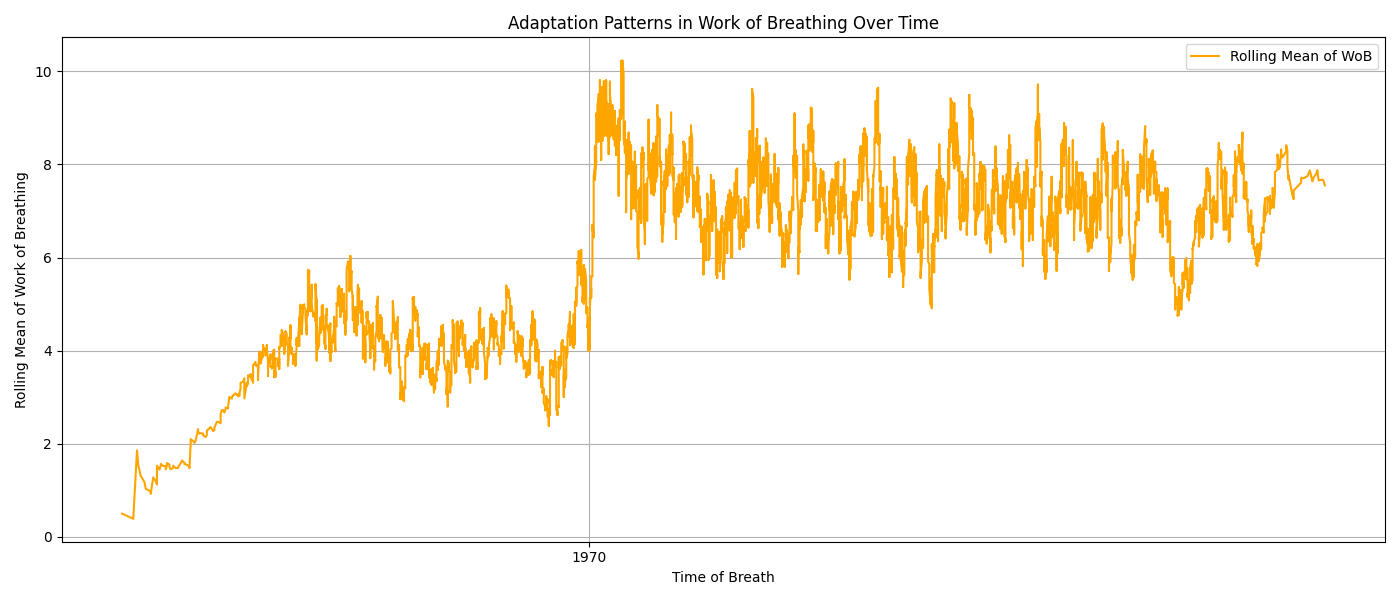 Adaptation Patterns in Work of Breathing Over Time
Rolling Mean of WoB
Rolling Mean of Work of Breathing
10
8
6
4
2
0
1970
Time of Breath